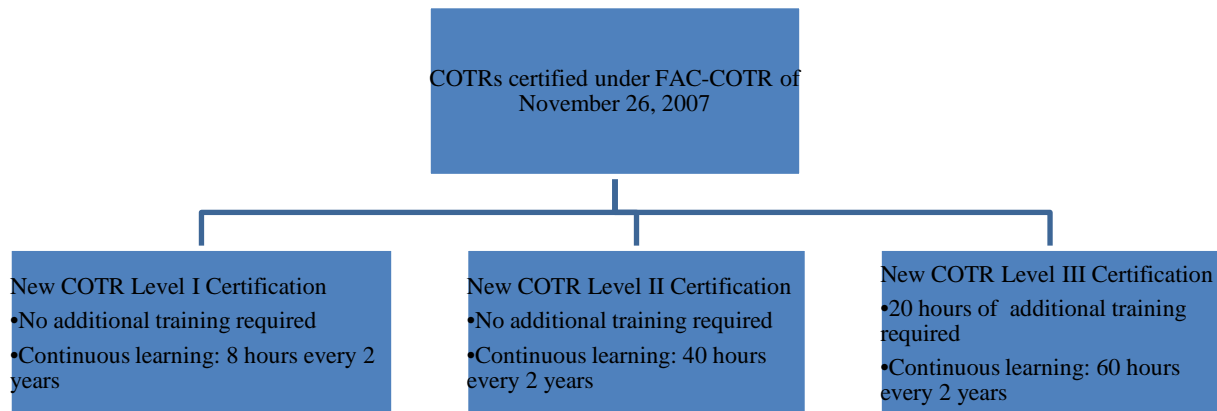 COTRs certified under FAC-COTR of
November 26, 2007
New COTR Level I Certification
•No additional training required
•Continuous learning: 8 hours every 2
years
New COTR Level II Certification
•No additional training required
•Continuous learning: 40 hours
every 2 years
New COTR Level III Certification
•20 hours of  additional training
required
•Continuous learning: 60 hours
every 2 years